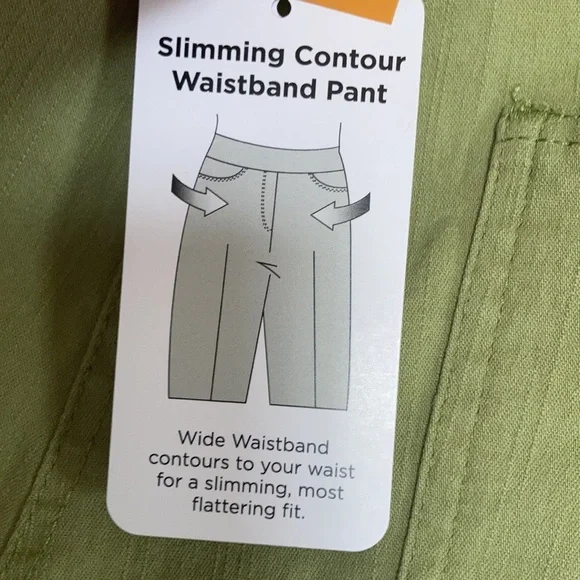 Slimming Contour
Waistband Pant
Wide Waistband
contours to your waist
for a slimming, most
flattering fit.